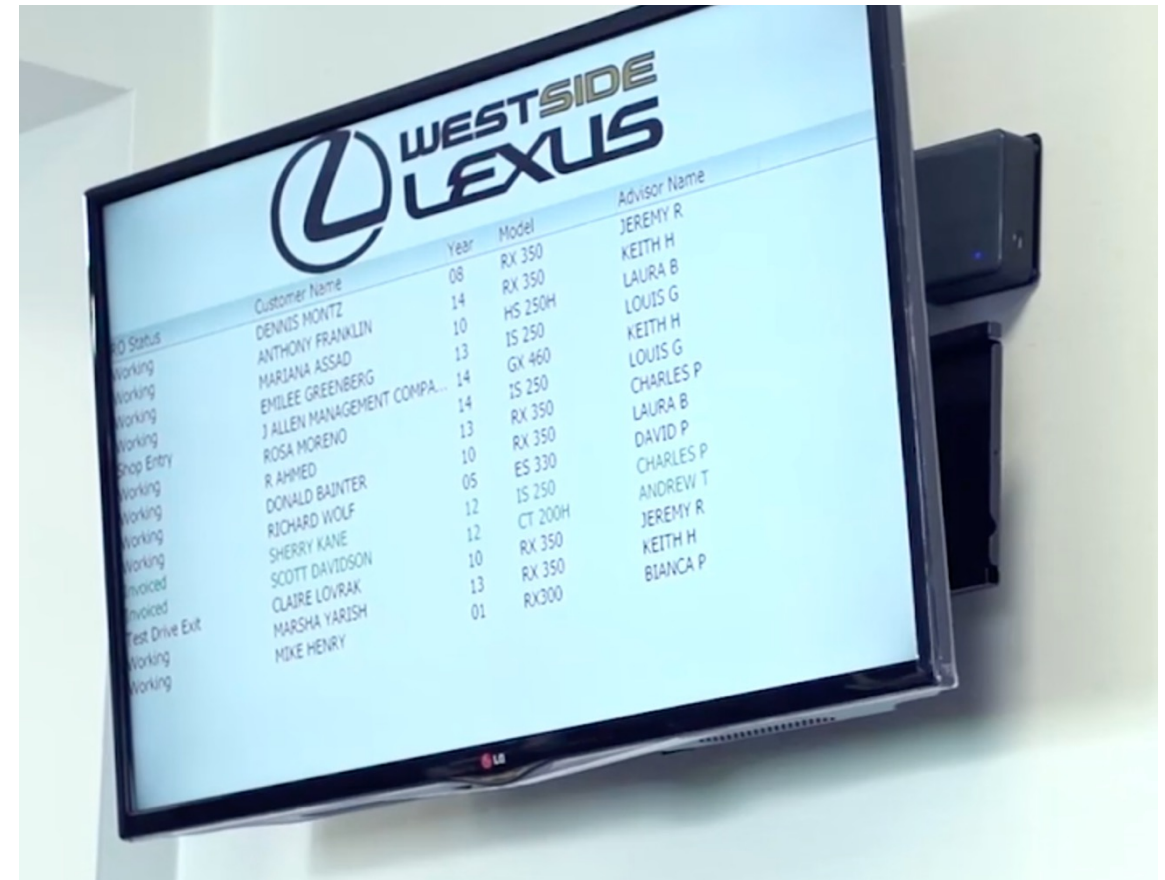 WESTSIDE
LEXUS
RO Status Customer Name Year Model Advisor Name
Working DENNIS MONTZ 08 RX 350 JEREMY R
Working ANTHONY FRANKLIN 14 RX 350 KEITH H
Working MARIANA ASSAD 10 HS 250H LAURA B
Working EMILEE GREENBERG 13 IS 250 LOUIS G
Shop Entry J ALLEN MANAGEMENT COMPA... 14 GX 460 KEITH H
Working ROSA MORENO 14 IS 250 LOUIS G
Working R AHMED 13 RX 350 CHARLES P
Working DONALD BAINTER 10 RX 350 LAURA B
Working RICHARD WOLF 05 ES 330 DAVID P
Invoiced SHERRY KANE 12 IS 250 CHARLES P
Invoiced SCOTT DAVIDSON 12 CT 200H ANDREW T
Test Drive Exit CLAIRE LOVRAK 10 RX 350 JEREMY R
Working MARSHA YARISH 13 RX 350 KEITH H
Working MIKE HENRY 01 RX300 BIANCA P
LG